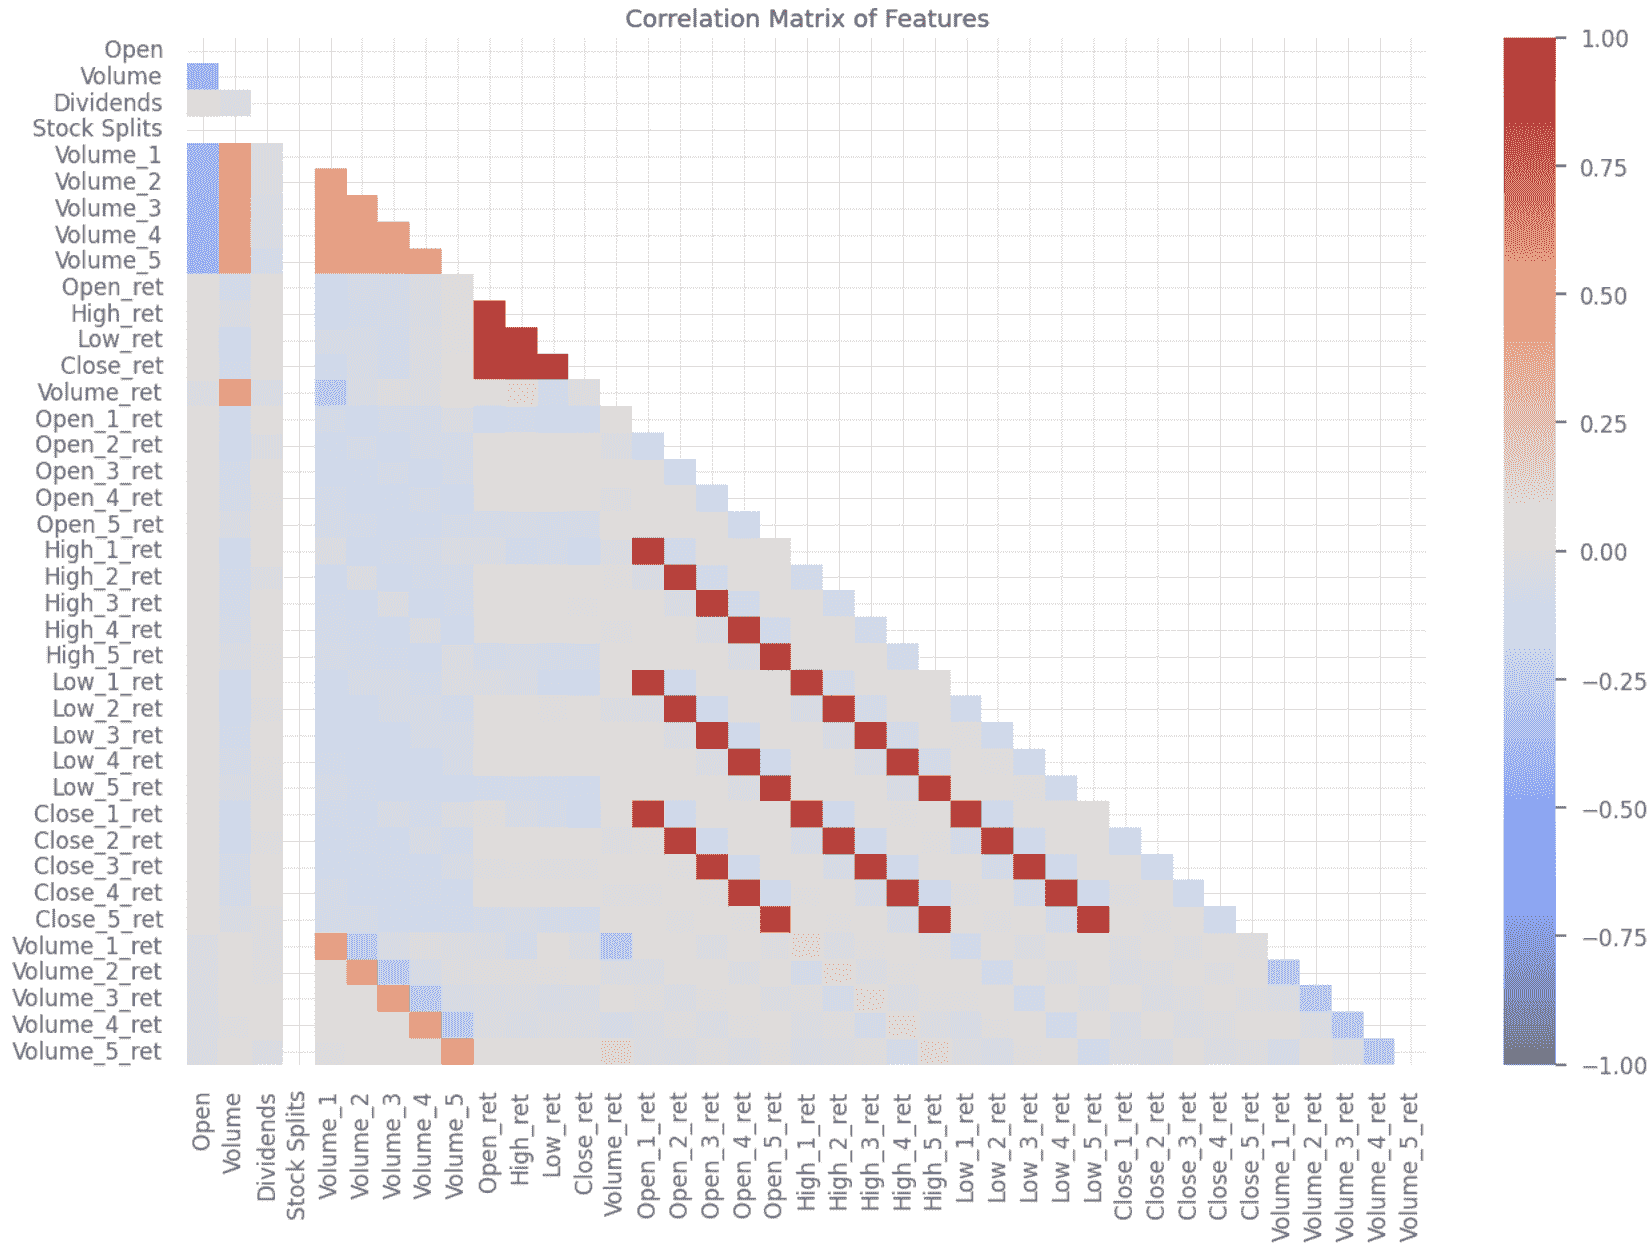 Correlation Matrix of Features
Open
Volume
Dividends
Stock Splits
Volume_1
Volume_2
Volume_3
Volume_4
Volume_5
Open_ret
High_ret
Low_ret
Close_ret
Volume_ret
Open_1_ret
Open_2_ret
Open_3_ret
Open_4_ret
Open_5_ret
High_1_ret
High_2_ret
High_3_ret
High_4_ret
High_5_ret
Low_1_ret
Low_2_ret
Low_3_ret
Low_4_ret
Low_5_ret
Close_1_ret
Close_2_ret
Close_3_ret
Close_4_ret
Close_5_ret
Volume_1_ret
Volume_2_ret
Volume_3_ret
Volume_4_ret
Volume_5_ret
Open
Volume
Dividends
Stock Splits
Volume_1
Volume_2
Volume_3
Volume_4
Volume_5
Open_ret
High_ret
Low_ret
Close_ret
Volume_ret
Open_1_ret
Open_2_ret
Open_3_ret
Open_4_ret
Open_5_ret
High_1_ret
High_2_ret
High_3_ret
High_4_ret
High_5_ret
Low_1_ret
Low_2_ret
Low_3_ret
Low_4_ret
Low_5_ret
Close_1_ret
Close_2_ret
Close_3_ret
Close_4_ret
Close_5_ret
Volume_1_ret
Volume_2_ret
Volume_3_ret
Volume_4_ret
Volume_5_ret
1.00
0.75
0.50
0.25
0.00
−0.25
−0.50
−0.75
−1.00